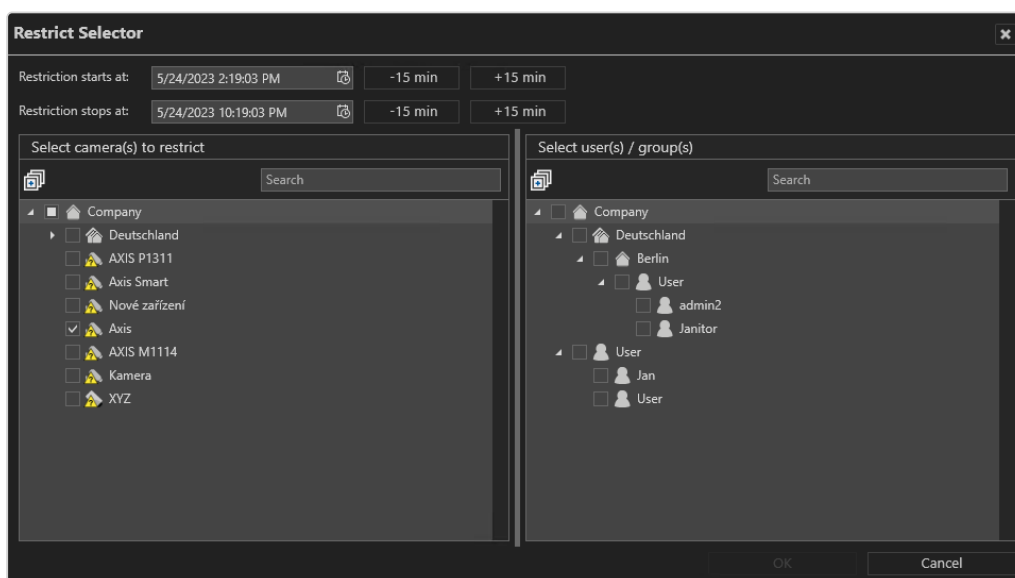 Restrict Selector
Restriction starts at: 5/24/2023 2:19:03 PM -15 min +15 min
Restriction stops at: 5/24/2023 10:19:03 PM -15 min +15 min
Select camera(s) to restrict
Search
Company
Deutschland
AXIS P1311
Axis Smart
Nové zařízení
Axis
AXIS M1114
Kamera
XYZ
Select user(s) / group(s)
Search
Company
Deutschland
Berlin
User
admin2
Janitor
User
Jan
User
OK Cancel